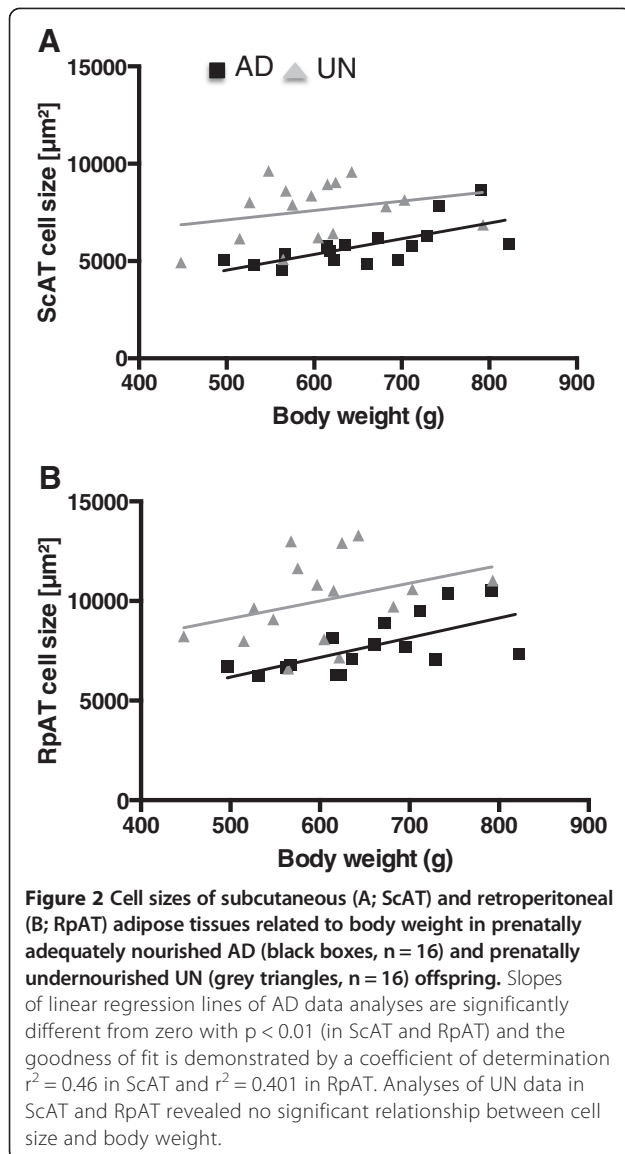 A
AD UN
15000
10000
5000
0
ScAT cell size [µm²]
400 500 600 700 800 900
Body weight (g)
B
15000
10000
5000
0
RpAT cell size [µm²]
400 500 600 700 800 900
Body weight (g)
Figure 2 Cell sizes of subcutaneous (A; ScAT) and retroperitoneal
(B; RpAT) adipose tissues related to body weight in prenatally
adequately nourished AD (black boxes, n = 16) and prenatally
undernourished UN (grey triangles, n = 16) offspring. Slopes
of linear regression lines of AD data analyses are significantly
different from zero with p < 0.01 (in ScAT and RpAT) and the
goodness of fit is demonstrated by a coefficient of determination
r² = 0.46 in ScAT and r² = 0.401 in RpAT. Analyses of UN data in
ScAT and RpAT revealed no significant relationship between cell
size and body weight.